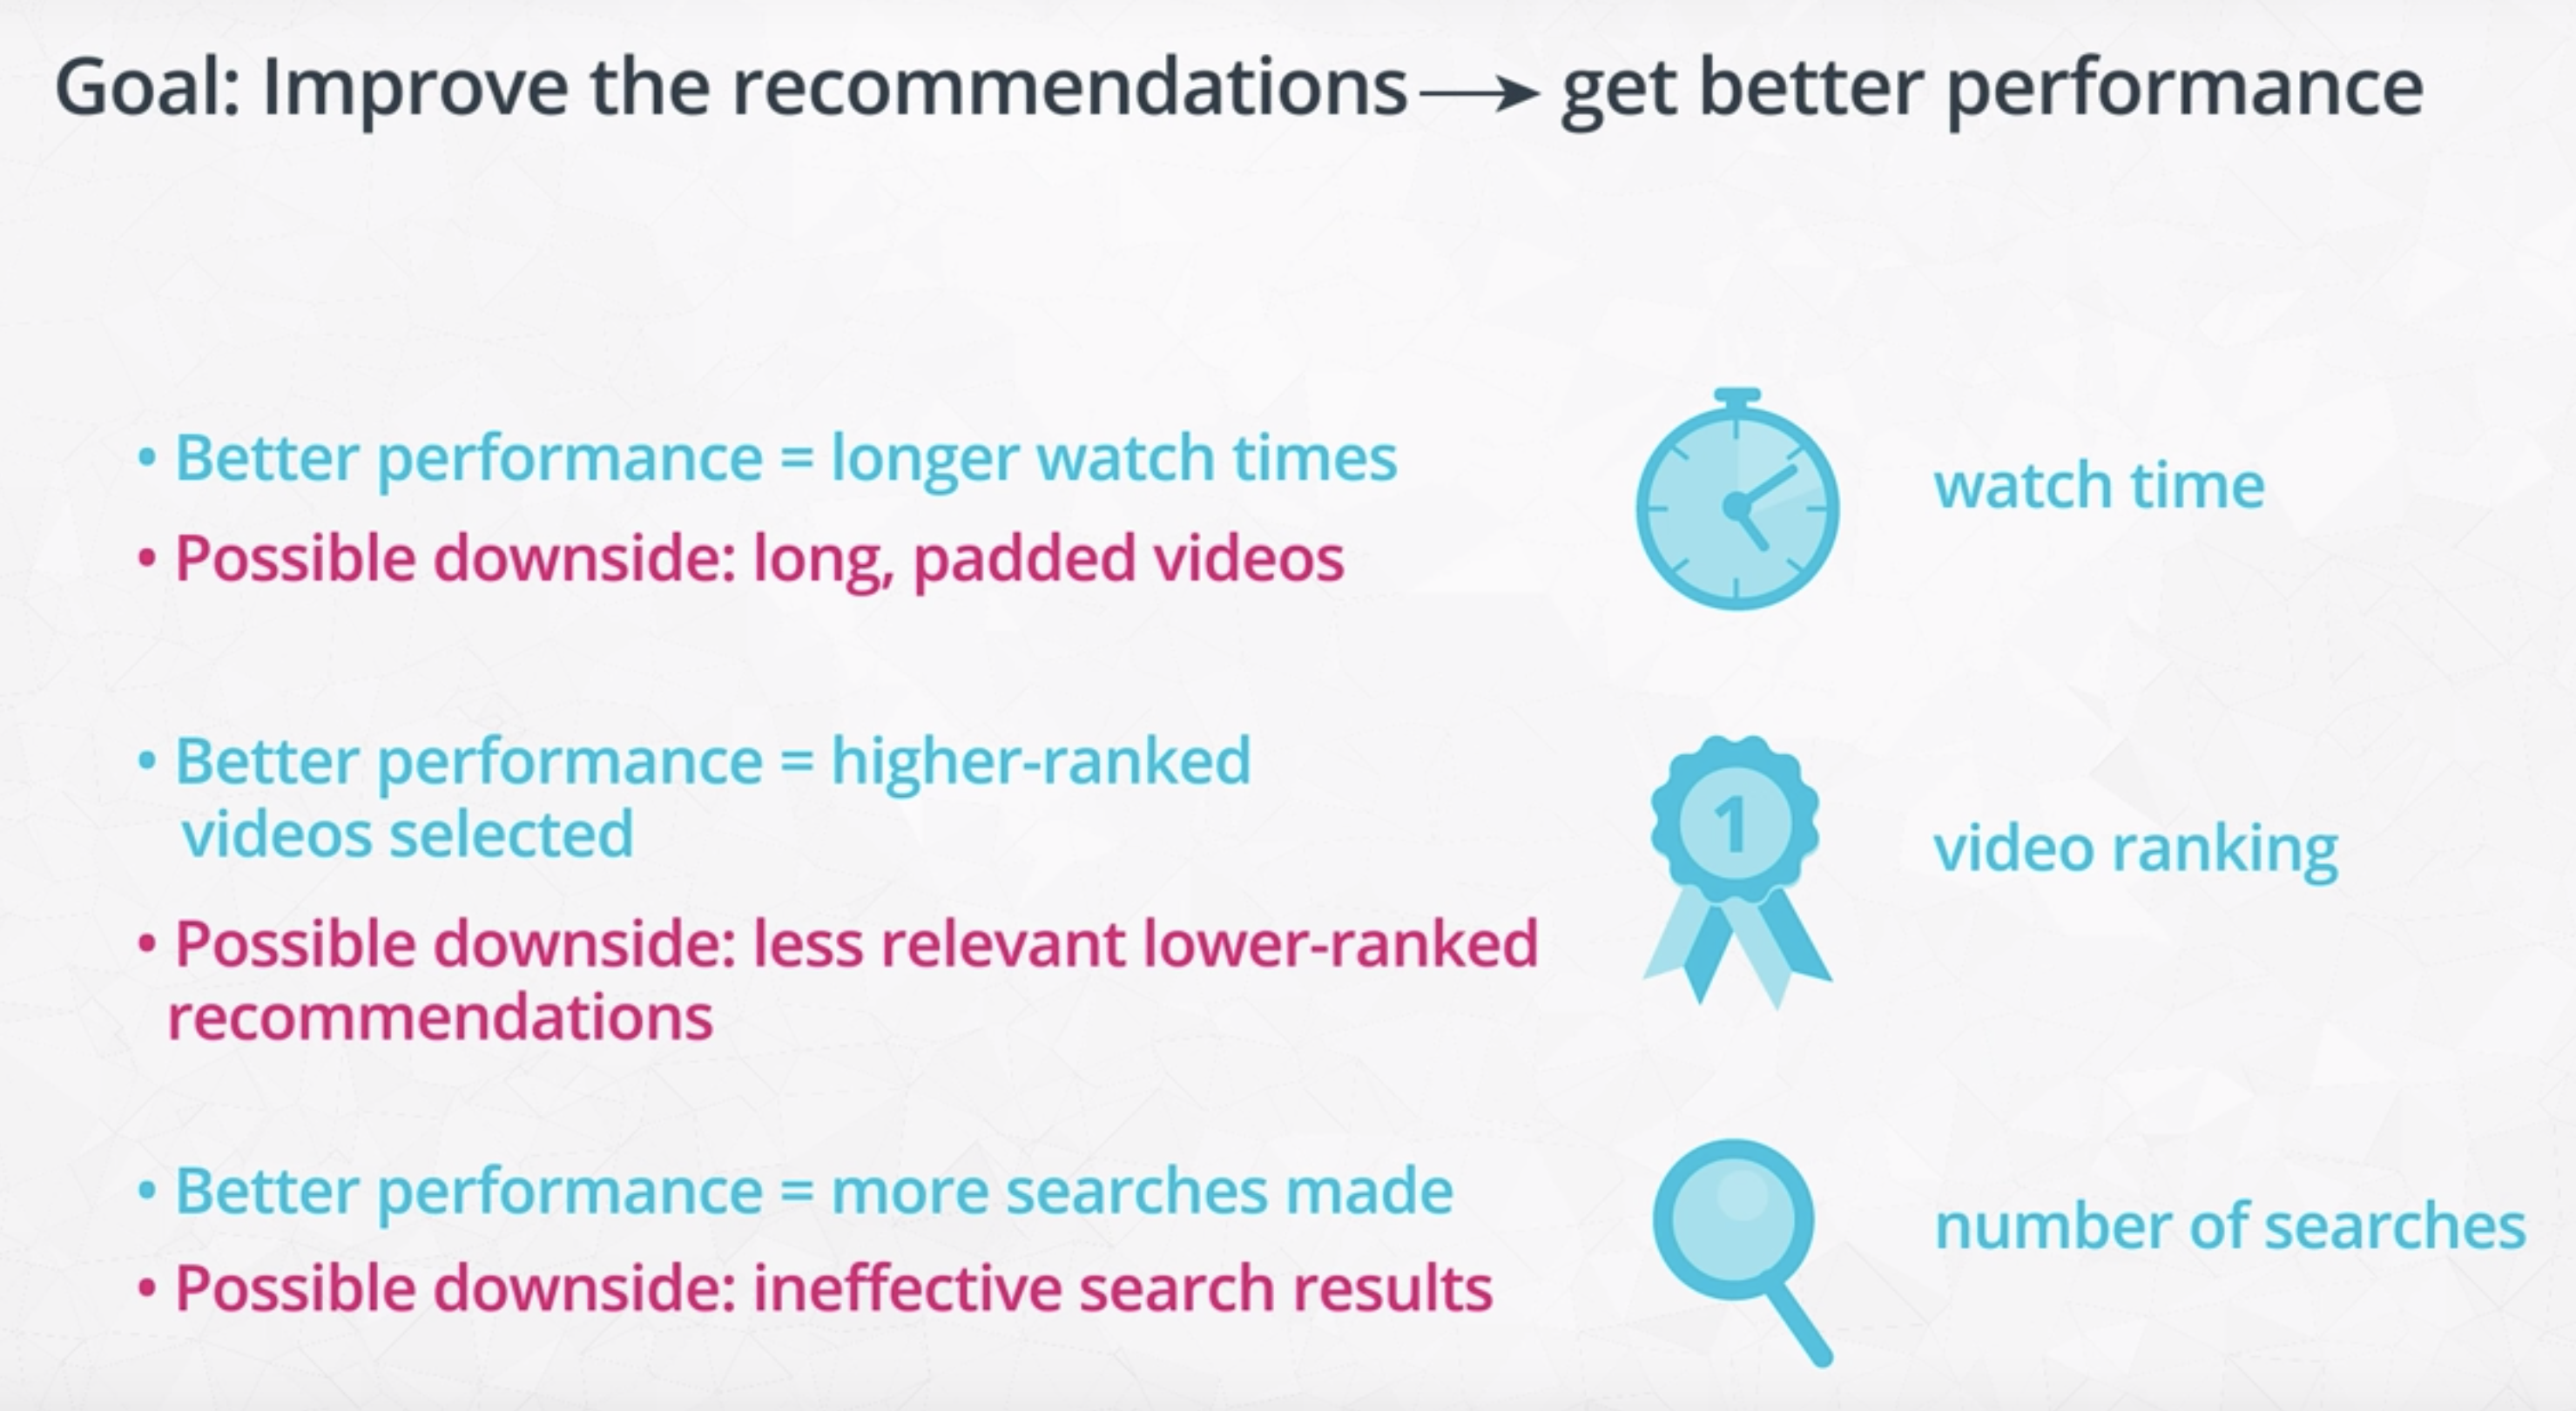 Goal: Improve the recommendations → get better performance
• Better performance = longer watch times
• Possible downside: long, padded videos
watch time
• Better performance = higher-ranked
videos selected
• Possible downside: less relevant lower-ranked
recommendations
1
video ranking
• Better performance = more searches made
• Possible downside: ineffective search results
number of searches